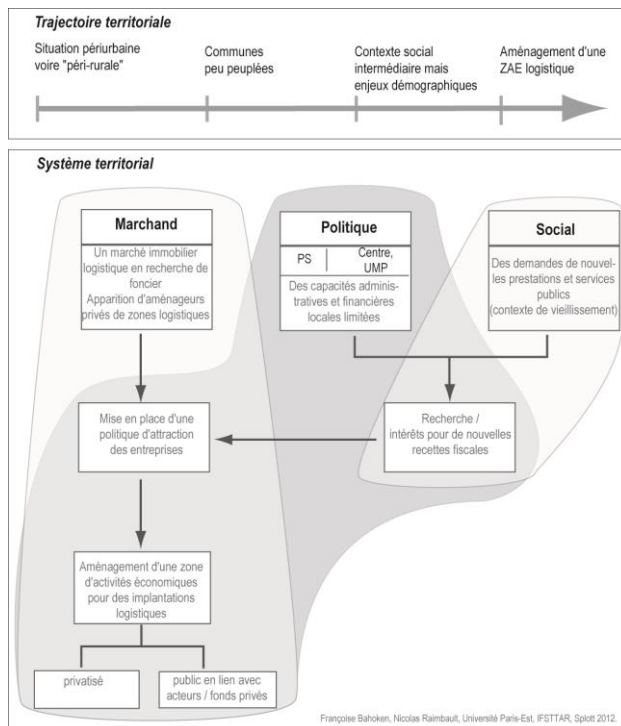 Trajectoire territoriale
Situation périurbaine
voire "péri-rurale"
Communes
peu peuplées
Contexte social
intermédiaire mais
enjeux démographiques
Aménagement d'une
ZAE logistique
Système territorial
Marchand
Un marché immobilier
logistique en recherche de
foncier
Apparition d'aménageurs
privés de zones logistiques
Politique
PS
Centre,
UMP
Des capacités adminis-
tratives et financières
locales limitées
Social
Des demandes de nouvel-
les prestations et services
publics
(contexte de vieillissement)
Mise en place d'une
politique d'attraction
des entreprises
Recherche /
intérêts pour de nouvelles
recettes fiscales
Aménagement d'une zone
d'activités économiques
pour des implantations
logistiques
privatisé
public en lien avec
acteurs / fonds privés
Françoise Bahoken, Nicolas Raimbault, Université Paris-Est, IFSTTAR, Splott 2012.